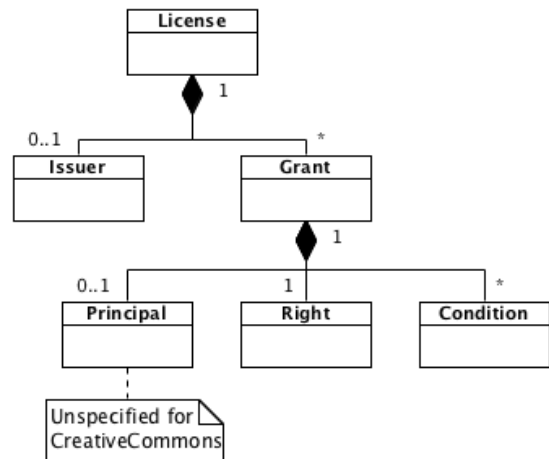 License
1
0..1
*
Issuer
Grant
1
0..1
1
*
Principal
Right
Condition
Unspecified for
CreativeCommons